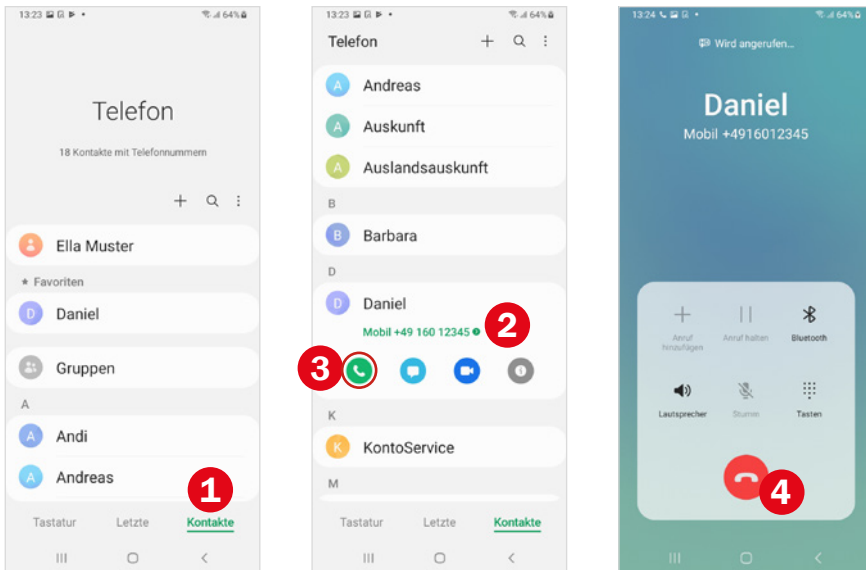 13:23
64%
Telefon
18 Kontakte mit Telefonnummern
Ella Muster
Favoriten
D Daniel
Gruppen
A
A Andi
A Andreas
1
Tastatur Letzte Kontakte
13:23
64%
Telefon
A Andreas
A Auskunft
A Auslandsauskunft
B
B Barbara
D
D Daniel
Mobil +49 160 12345
2
3
K
K KontoService
M
Tastatur Letzte Kontakte
13:24
64%
Wird angerufen...
Daniel
Mobil +4916012345
Anruf hinzufügen
Anruf halten
Bluetooth
Lautsprecher
Stumm
Tasten
4